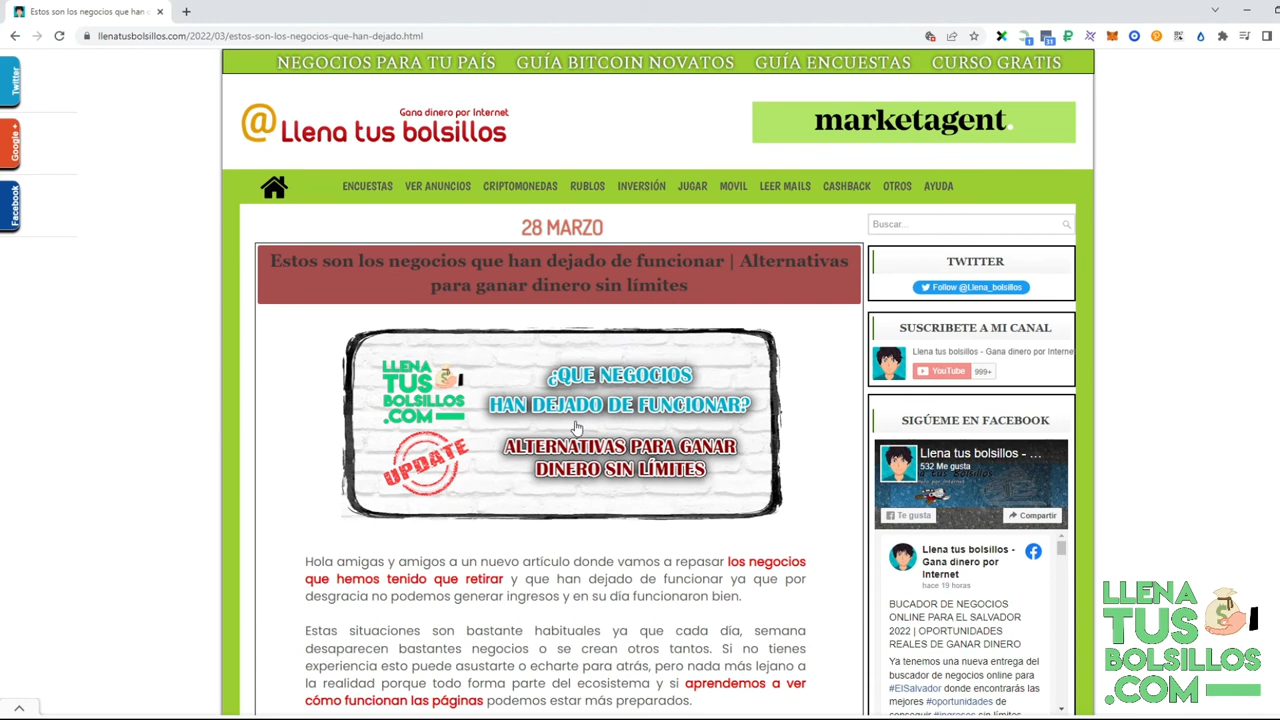 Estos son los negocios que han e
llenatusbolsillos.com/2022/03/estos-son-los-negocios-que-han-dejado.html
Twitter
Google +
Facebook
NEGOCIOS PARA TU PAÍS GUÍA BITCOIN NOVATOS GUÍA ENCUESTAS CURSO GRATIS
Gana dinero por Internet
@ Llena tus bolsillos
marketagent.
ENCUESTAS VER ANUNCIOS CRIPTOMONEDAS RUBLOS INVERSIÓN JUGAR MOVIL LEER MAILS CASHBACK OTROS AYUDA
28 MARZO
Estos son los negocios que han dejado de funcionar | Alternativas
para ganar dinero sin límites
LLENA
TUS
BOLSILLOS
.COM
UPDATE
¿QUE NEGOCIOS
HAN DEJADO DE FUNCIONAR?
ALTERNATIVAS PARA GANAR
DINERO SIN LÍMITES
Hola amigas y amigos a un nuevo artículo donde vamos a repasar los negocios
que hemos tenido que retirar y que han dejado de funcionar ya que por
desgracia no podemos generar ingresos y en su día funcionaron bien.
Estas situaciones son bastante habituales ya que cada día, semana
desaparecen bastantes negocios o se crean otros tantos. Si no tienes
experiencia esto puede asustarte o echarte para atrás, pero nada más lejano a
la realidad porque todo forma parte del ecosistema y si aprendemos a ver
cómo funcionan las páginas podemos estar más preparados.
Buscar...
TWITTER
Follow @Llena_bolsillos
SUSCRIBETE A MI CANAL
Llena tus bolsillos - Gana dinero por Interne
YouTube 999+
SIGÚEME EN FACEBOOK
Llena tus bolsillos - ...
532 Me gusta
Te gusta
Compartir
Llena tus bolsillos -
Gana dinero por
Internet
hace 19 horas
BUCADOR DE NEGOCIOS
ONLINE PARA EL SALVADOR
2022 | OPORTUNIDADES
REALES DE GANAR DINERO
Ya tenemos una nueva entrega del
buscador de negocios online para
#ElSalvador donde encontrarás las
mejores #oportunidades de
conseguir #ingresos sin límites
LLENA
TUS
BOLSILLOS
.COM